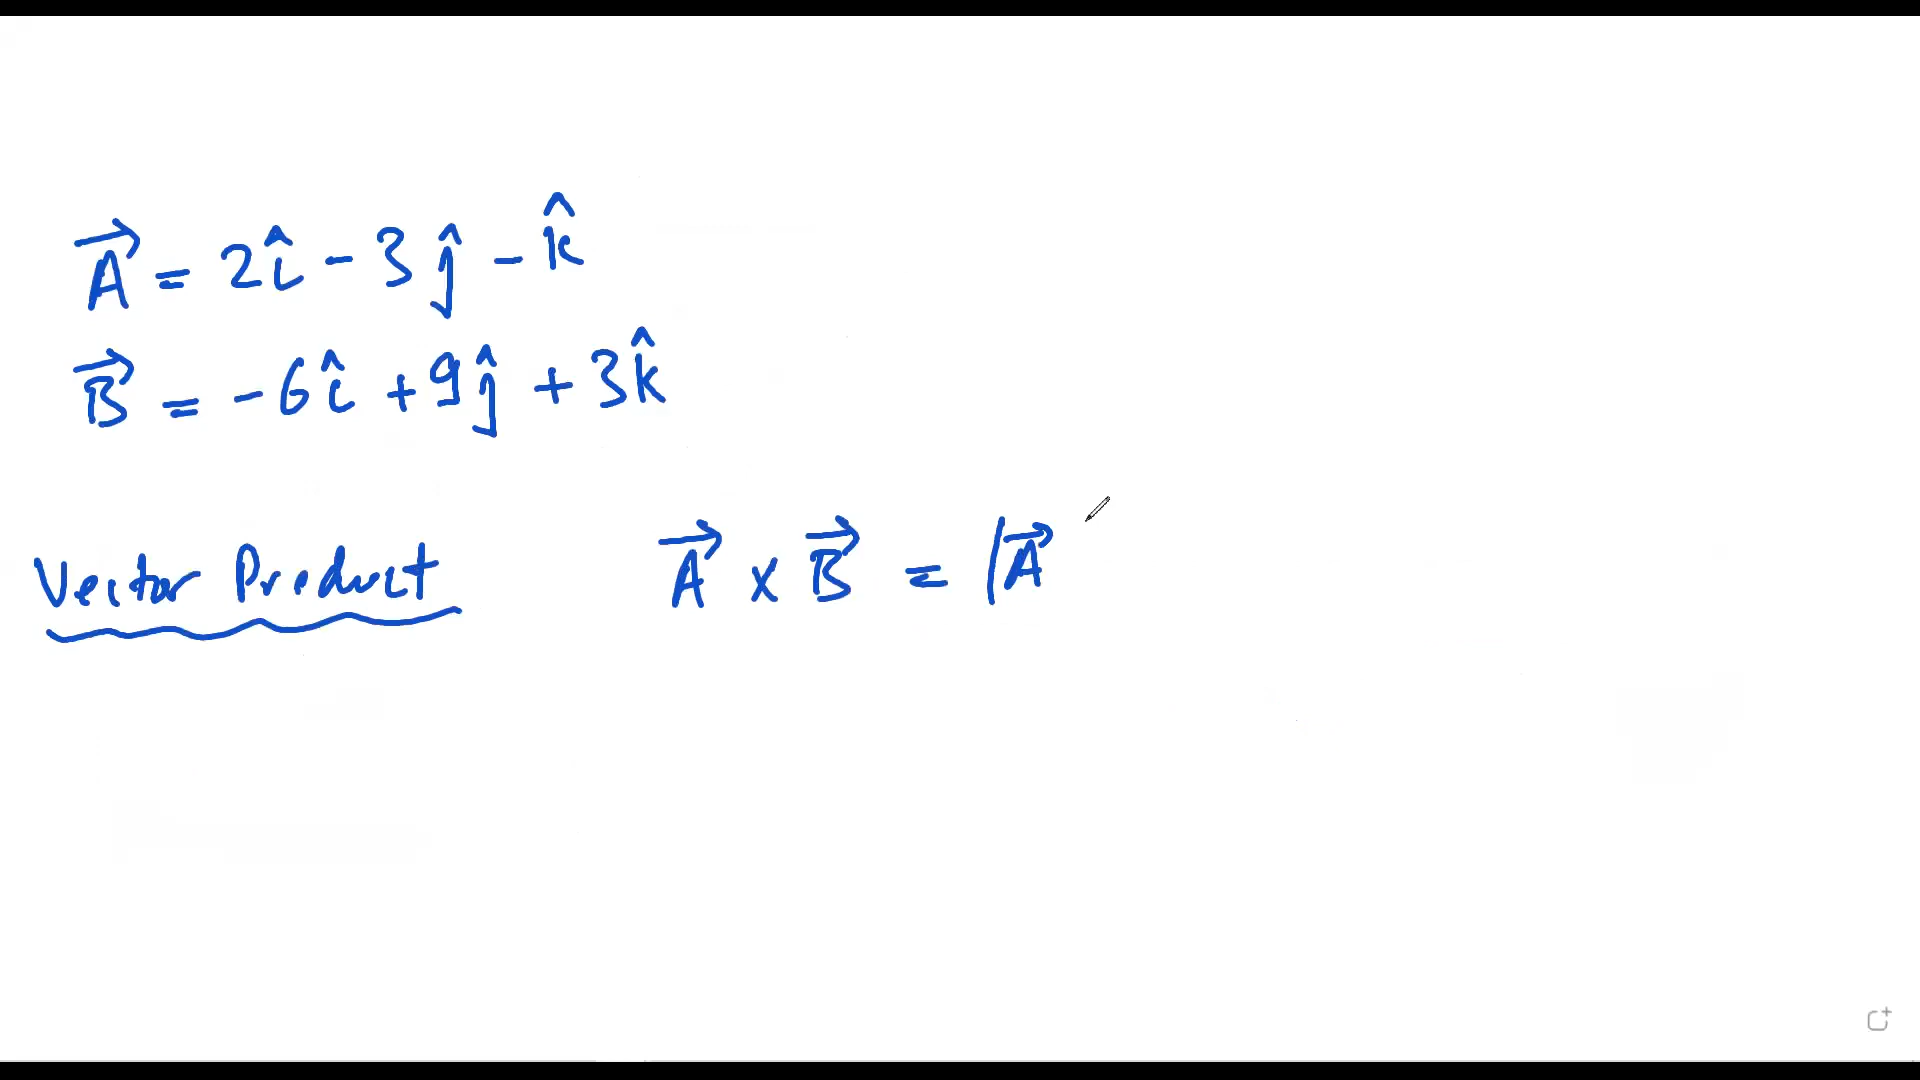 A⃗ = 2î - 3ĵ - k̂
B⃗ = - 6î + 9ĵ + 3k̂
Vector Product A⃗ x B⃗ = |A⃗